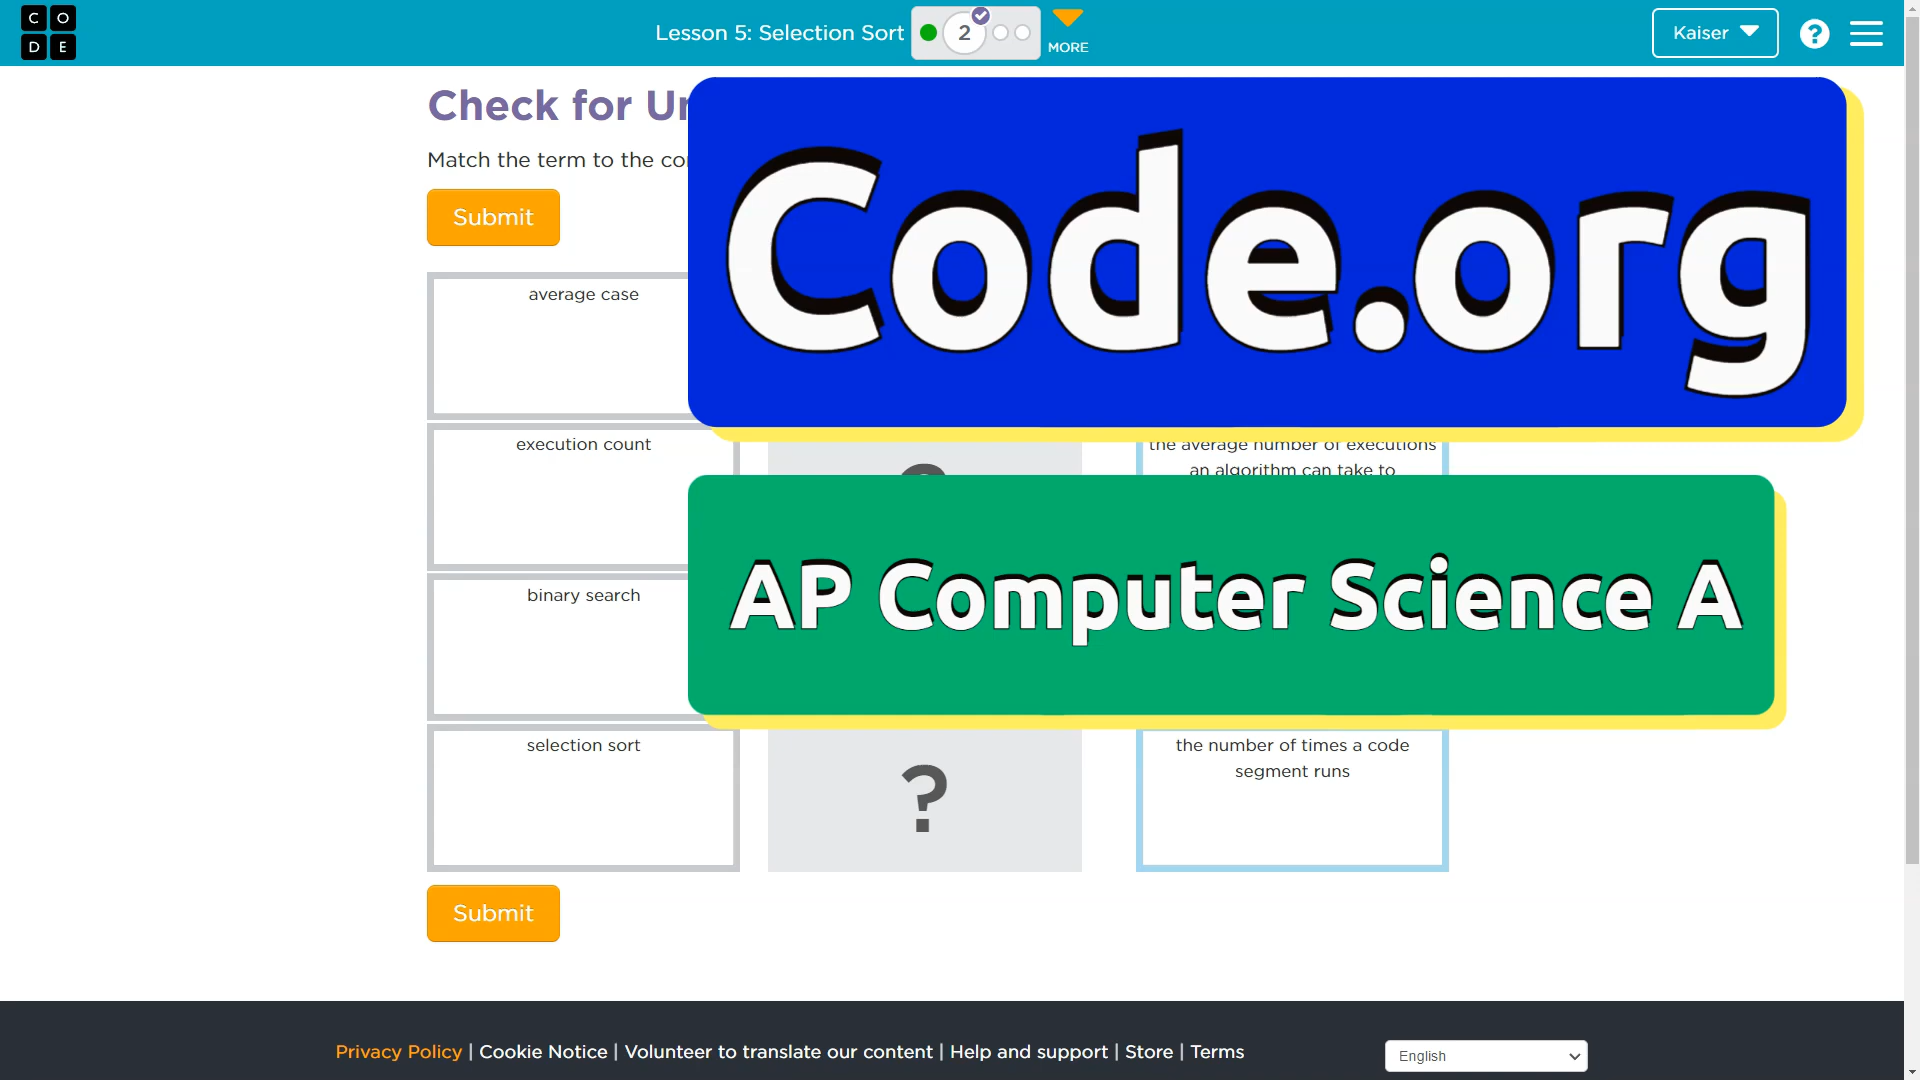 CODE
Lesson 5: Selection Sort
2
MORE
Kaiser
?
Check for
Match the term to the
Submit
Code.org
average case
execution count
the average number of executions
an algorithm can take to
AP Computer Science A
binary search
selection sort
?
the number of times a code
segment runs
Submit
Privacy Policy | Cookie Notice | Volunteer to translate our content | Help and support | Store | Terms
English